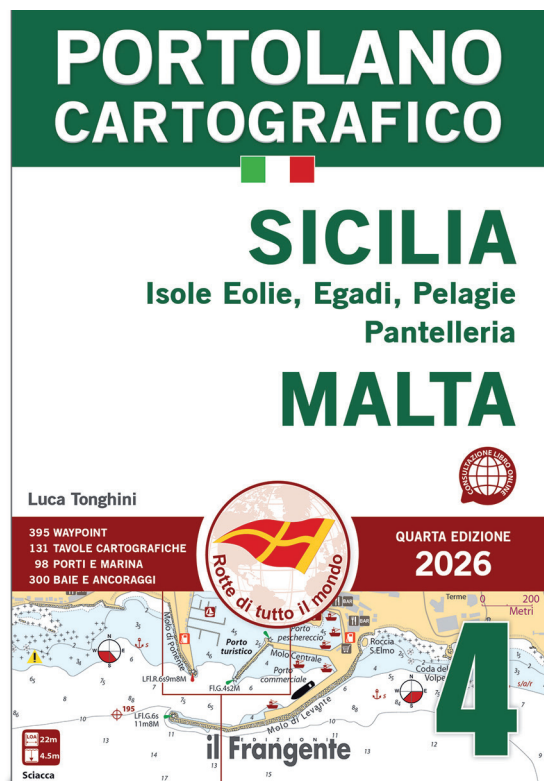 PORTOLANO
CARTOGRAFICO
SICILIA
Isole Eolie, Egadi, Pelagie
Pantelleria
MALTA
CONSULTAZIONE LIBRO ONLINE
Luca Tonghini
395 WAYPOINT
131 TAVOLE CARTOGRAFICHE
98 PORTI E MARINA
300 BAIE E ANCORAGGI
Rotte di tutto il mondo
QUARTA EDIZIONE
2026
Terme
0 200
Metri
BAR
BAR
Molo di Ponente
Porto
turistico
Porto
peschereccio
Molo Centrale
Porto
commerciale
Roccia
S.Elmo
Coda del
Volpe
s/a/r
LFl.R.6s9m8M
Fl.G.4s2M
LFl.G.6s
11m8M
195
Molo di Levante
4
LOA 22m
4.5m
Sciacca
EDIZIONI
il Frangente